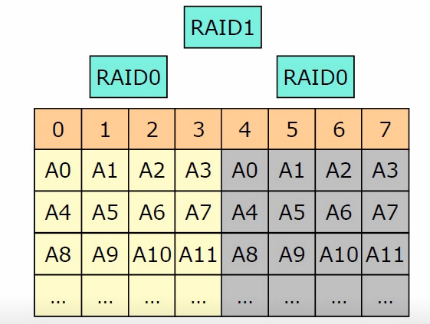 RAID1
RAID0 RAID0
0 1 2 3 4 5 6 7
A0 A1 A2 A3 A0 A1 A2 A3
A4 A5 A6 A7 A4 A5 A6 A7
A8 A9 A10 A11 A8 A9 A10 A11
... ... ... ... ... ... ... ...